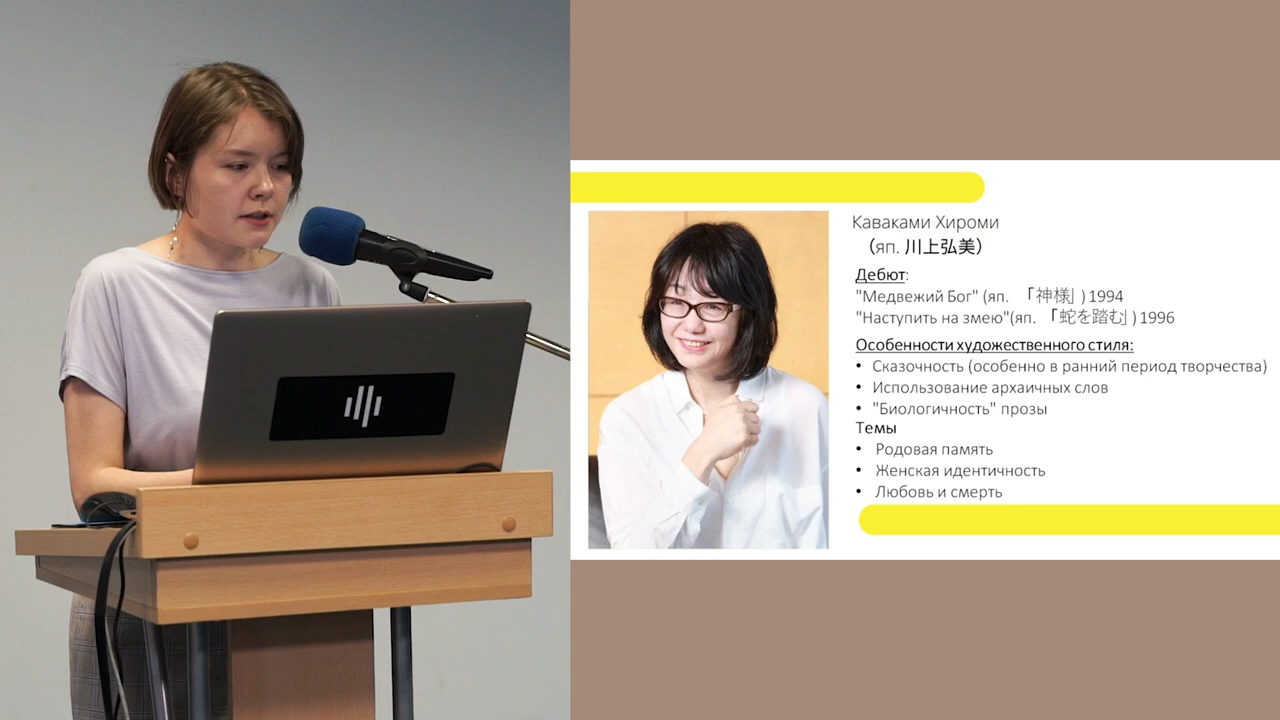 Каваками Хироми
(яп. 川上弘美)
Дебют:
"Медвежий Бог" (яп. 「神様」) 1994
"Наступить на змею"(яп. 「蛇を踏む」) 1996
Особенности художественного стиля:
• Сказочность (особенно в ранний период творчества)
• Использование архаичных слов
• "Биологичность" прозы
Темы
• Родовая память
• Женская идентичность
• Любовь и смерть